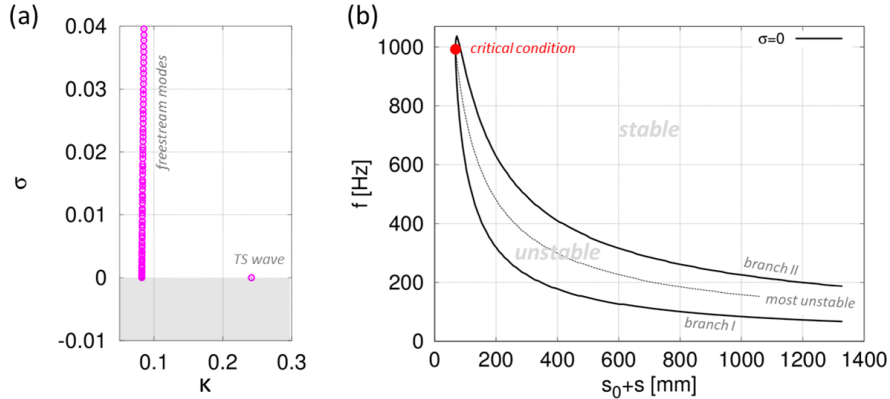 (a)
0.04
0.03
0.02
0.01
0
-0.01
σ
freestream modes
TS wave
0.1
0.2
0.3
κ
(b)
1000
800
600
400
200
0
f [Hz]
critical condition
σ=0
stable
unstable
branch II
most unstable
branch I
0
200
400
600
800
1000
1200
1400
s₀+s [mm]